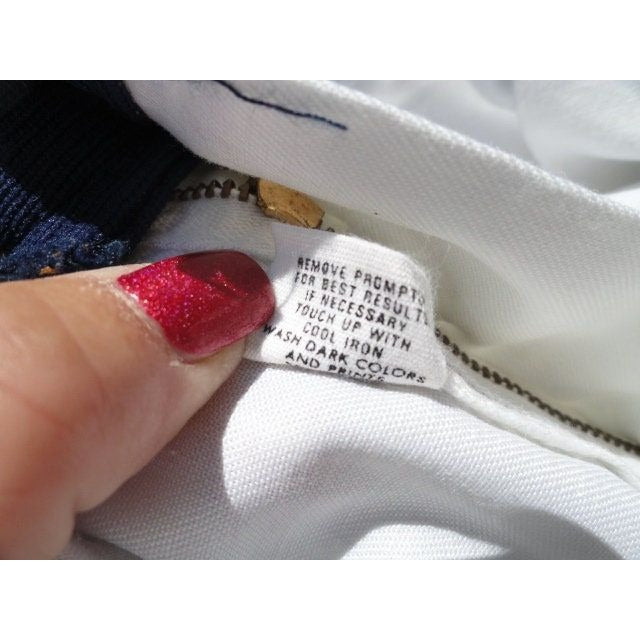 REMOVE PROMPTLY
FOR BEST RESULTS
IF NECESSARY
TOUCH UP WITH
COOL IRON
WASH DARK COLORS
AND PRINTS